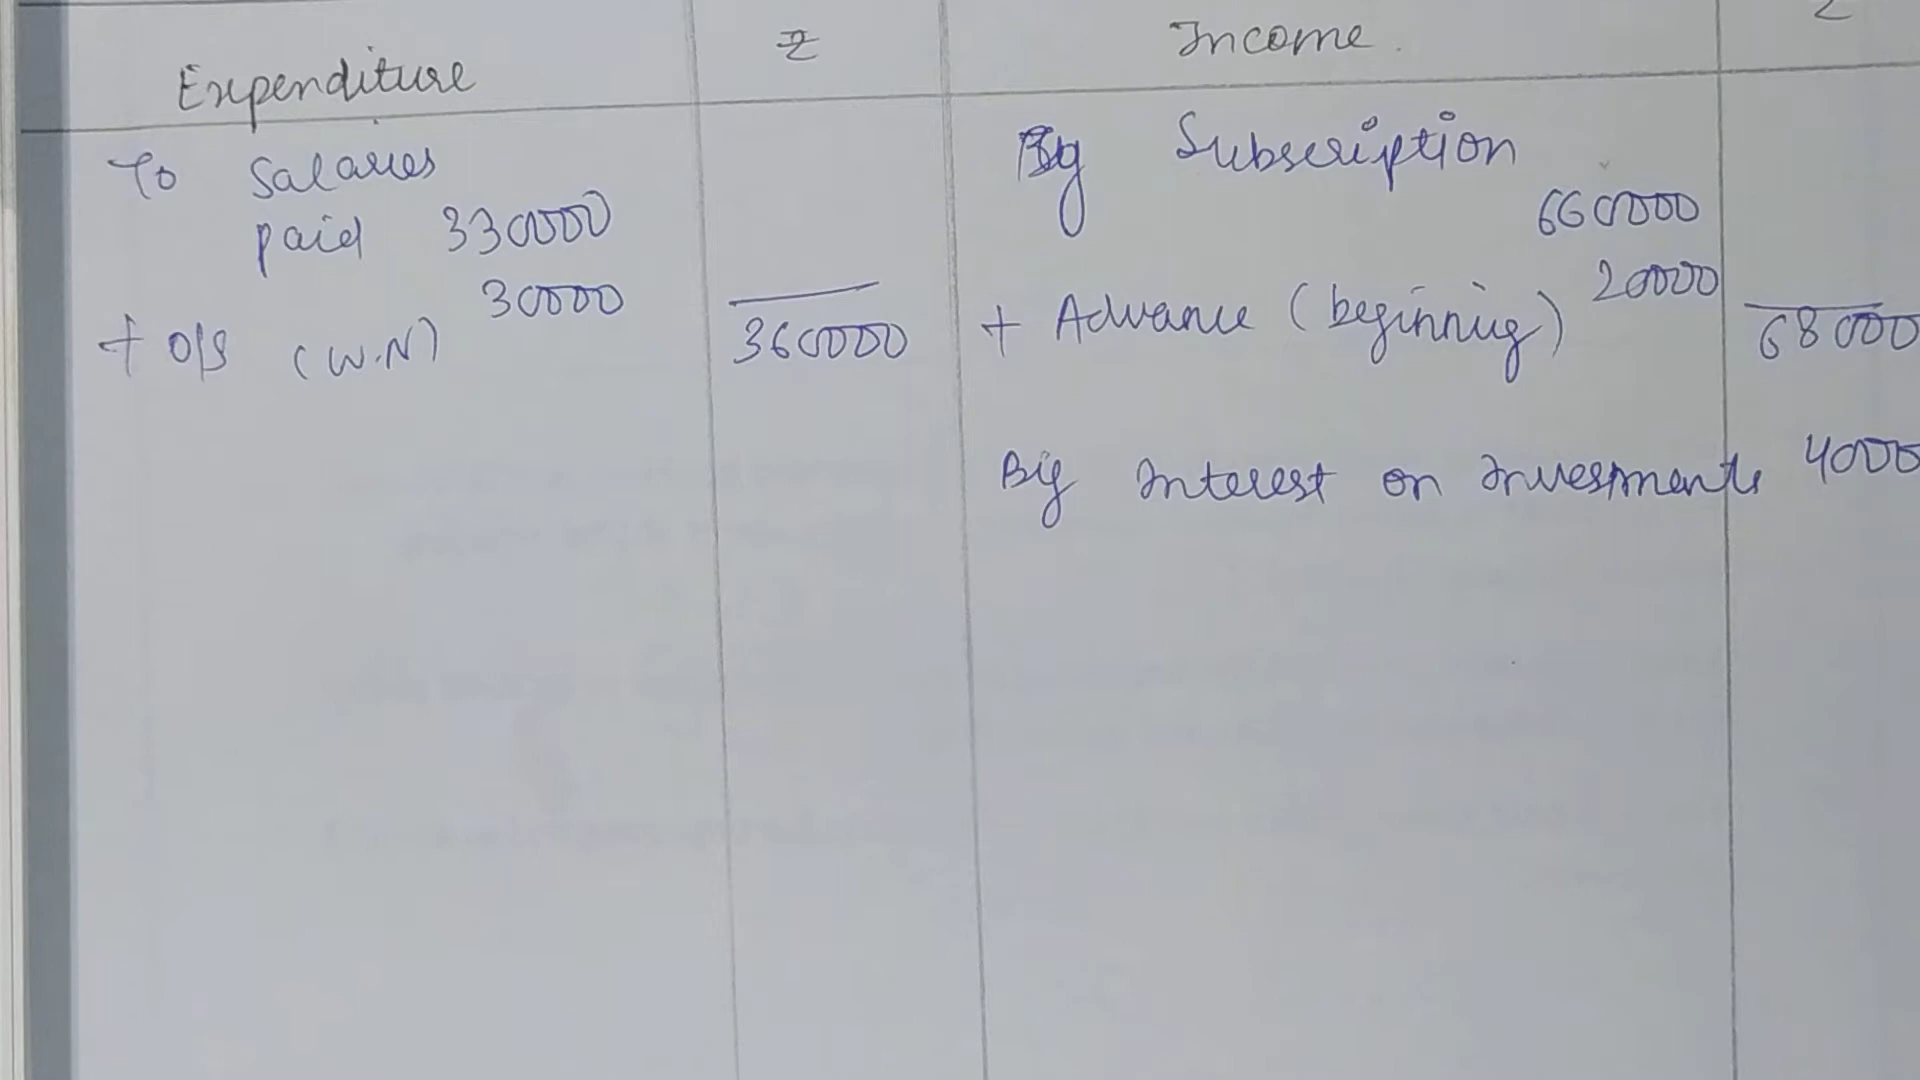 Expenditure ₹ Income. ₹
To Salaries
paid 330000
+ O/S (W.N) 30000 360000
By Subscription
660000
+ Advance (beginning) 20000 68000
By Interest on Investments 4000